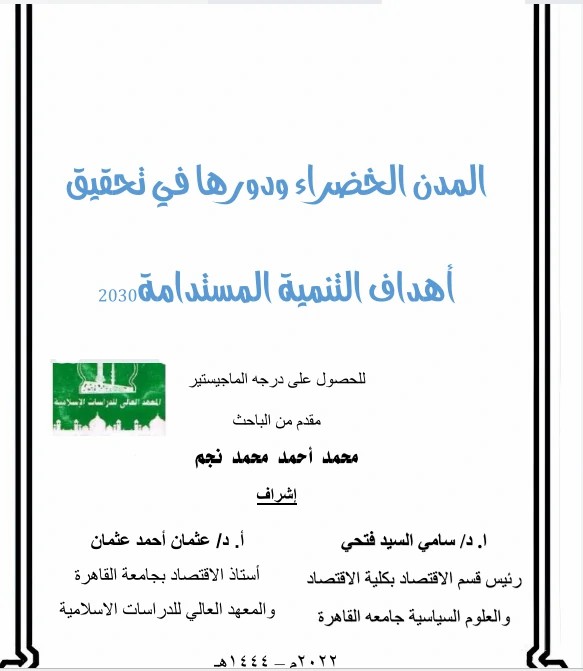 المدن الخضراء ودورها في تحقيق
أهداف التنمية المستدامة2030
المعهد العالي للدراسات الإسلامية
للحصول على درجه الماجيستير
مقدم من الباحث
محمد أحمد محمد نجم
إشراف
ا. د/ سامي السيد فتحي
رئيس قسم الاقتصاد بكلية الاقتصاد
والعلوم السياسية جامعه القاهرة
أ. د/ عثمان أحمد عثمان
أستاذ الاقتصاد بجامعة القاهرة
والمعهد العالي للدراسات الاسلامية
٢٠٢٢م – ١٤٤٤هـ